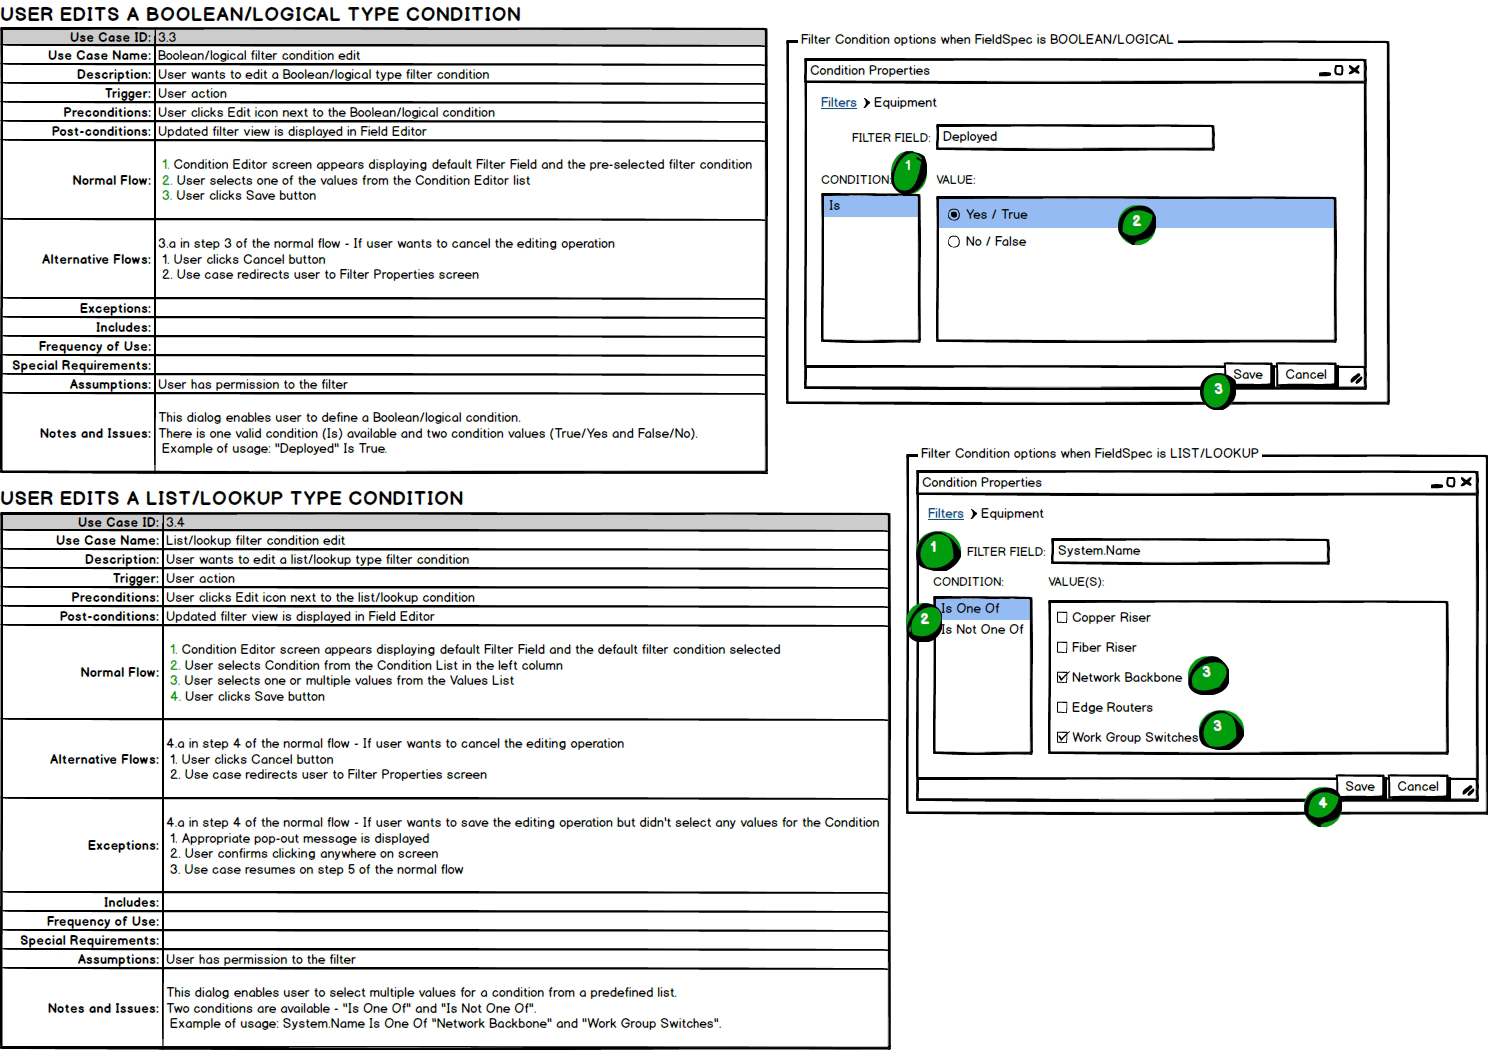 USER EDITS A BOOLEAN/LOGICAL TYPE CONDITION
Use Case ID: 3.3
Use Case Name: Boolean/logical filter condition edit
Description: User wants to edit a Boolean/logical type filter condition
Trigger: User action
Preconditions: User clicks Edit icon next to the Boolean/logical condition
Post-conditions: Updated filter view is displayed in Field Editor
Normal Flow:
1. Condition Editor screen appears displaying default Filter Field and the pre-selected filter condition
2. User selects one of the values from the Condition Editor list
3. User clicks Save button
Alternative Flows:
3.a in step 3 of the normal flow - If user wants to cancel the editing operation
1. User clicks Cancel button
2. Use case redirects user to Filter Properties screen
Exceptions:
Includes:
Frequency of Use:
Special Requirements:
Assumptions: User has permission to the filter
Notes and Issues:
This dialog enables user to define a Boolean/logical condition.
There is one valid condition (Is) available and two condition values (True/Yes and False/No).
Example of usage: "Deployed" Is True.
Filter Condition options when FieldSpec is BOOLEAN/LOGICAL
Condition Properties
Filters > Equipment
FILTER FIELD: Deployed
1
CONDITION: VALUE:
Is
Yes / True
2
No / False
Save Cancel
3
USER EDITS A LIST/LOOKUP TYPE CONDITION
Use Case ID: 3.4
Use Case Name: List/lookup filter condition edit
Description: User wants to edit a list/lookup type filter condition
Trigger: User action
Preconditions: User clicks Edit icon next to the list/lookup condition
Post-conditions: Updated filter view is displayed in Field Editor
Normal Flow:
1. Condition Editor screen appears displaying default Filter Field and the default filter condition selected
2. User selects Condition from the Condition List in the left column
3. User selects one or multiple values from the Values List
4. User clicks Save button
Alternative Flows:
4.a in step 4 of the normal flow - If user wants to cancel the editing operation
1. User clicks Cancel button
2. Use case redirects user to Filter Properties screen
Exceptions:
4.a in step 4 of the normal flow - If user wants to save the editing operation but didn't select any values for the Condition
1. Appropriate pop-out message is displayed
2. User confirms clicking anywhere on screen
3. Use case resumes on step 5 of the normal flow
Includes:
Frequency of Use:
Special Requirements:
Assumptions: User has permission to the filter
Notes and Issues:
This dialog enables user to select multiple values for a condition from a predefined list.
Two conditions are available - "Is One Of" and "Is Not One Of".
Example of usage: System.Name Is One Of "Network Backbone" and "Work Group Switches".
Filter Condition options when FieldSpec is LIST/LOOKUP
Condition Properties
Filters > Equipment
1
FILTER FIELD: System.Name
CONDITION: VALUE(S):
Is One Of
2
Is Not One Of
Copper Riser
Fiber Riser
Network Backbone
3
Edge Routers
Work Group Switches
3
Save Cancel
4